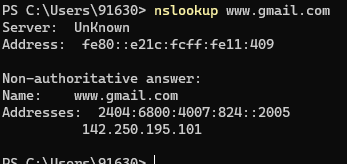 PS C:\Users\91630> nslookup www.gmail.com
Server:  UnKnown
Address:  fe80::e21c:fcff:fe11:409

Non-authoritative answer:
Name:    www.gmail.com
Addresses:  2404:6800:4007:824::2005
          142.250.195.101

PS C:\Users\91630>